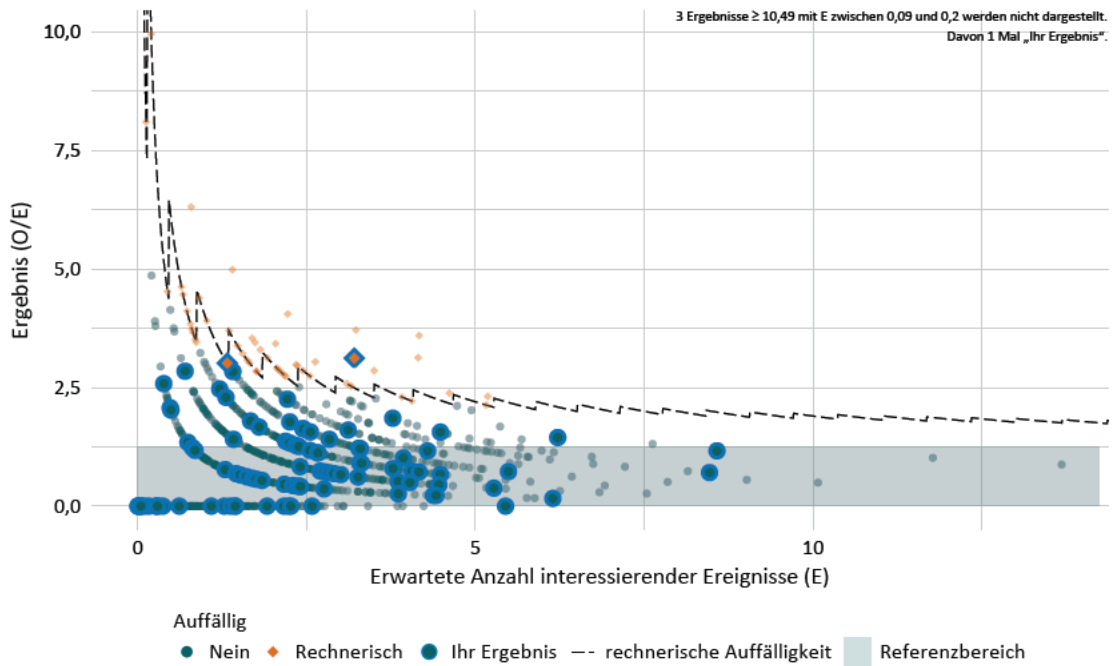 3 Ergebnisse ≥ 10,49 mit E zwischen 0,09 und 0,2 werden nicht dargestellt.
Davon 1 Mal „Ihr Ergebnis“.
10,0
7,5
5,0
2,5
0,0
Ergebnis (O/E)
0
5
10
Erwartete Anzahl interessierender Ereignisse (E)
Auffällig
Nein
Rechnerisch
Ihr Ergebnis
rechnerische Auffälligkeit
Referenzbereich